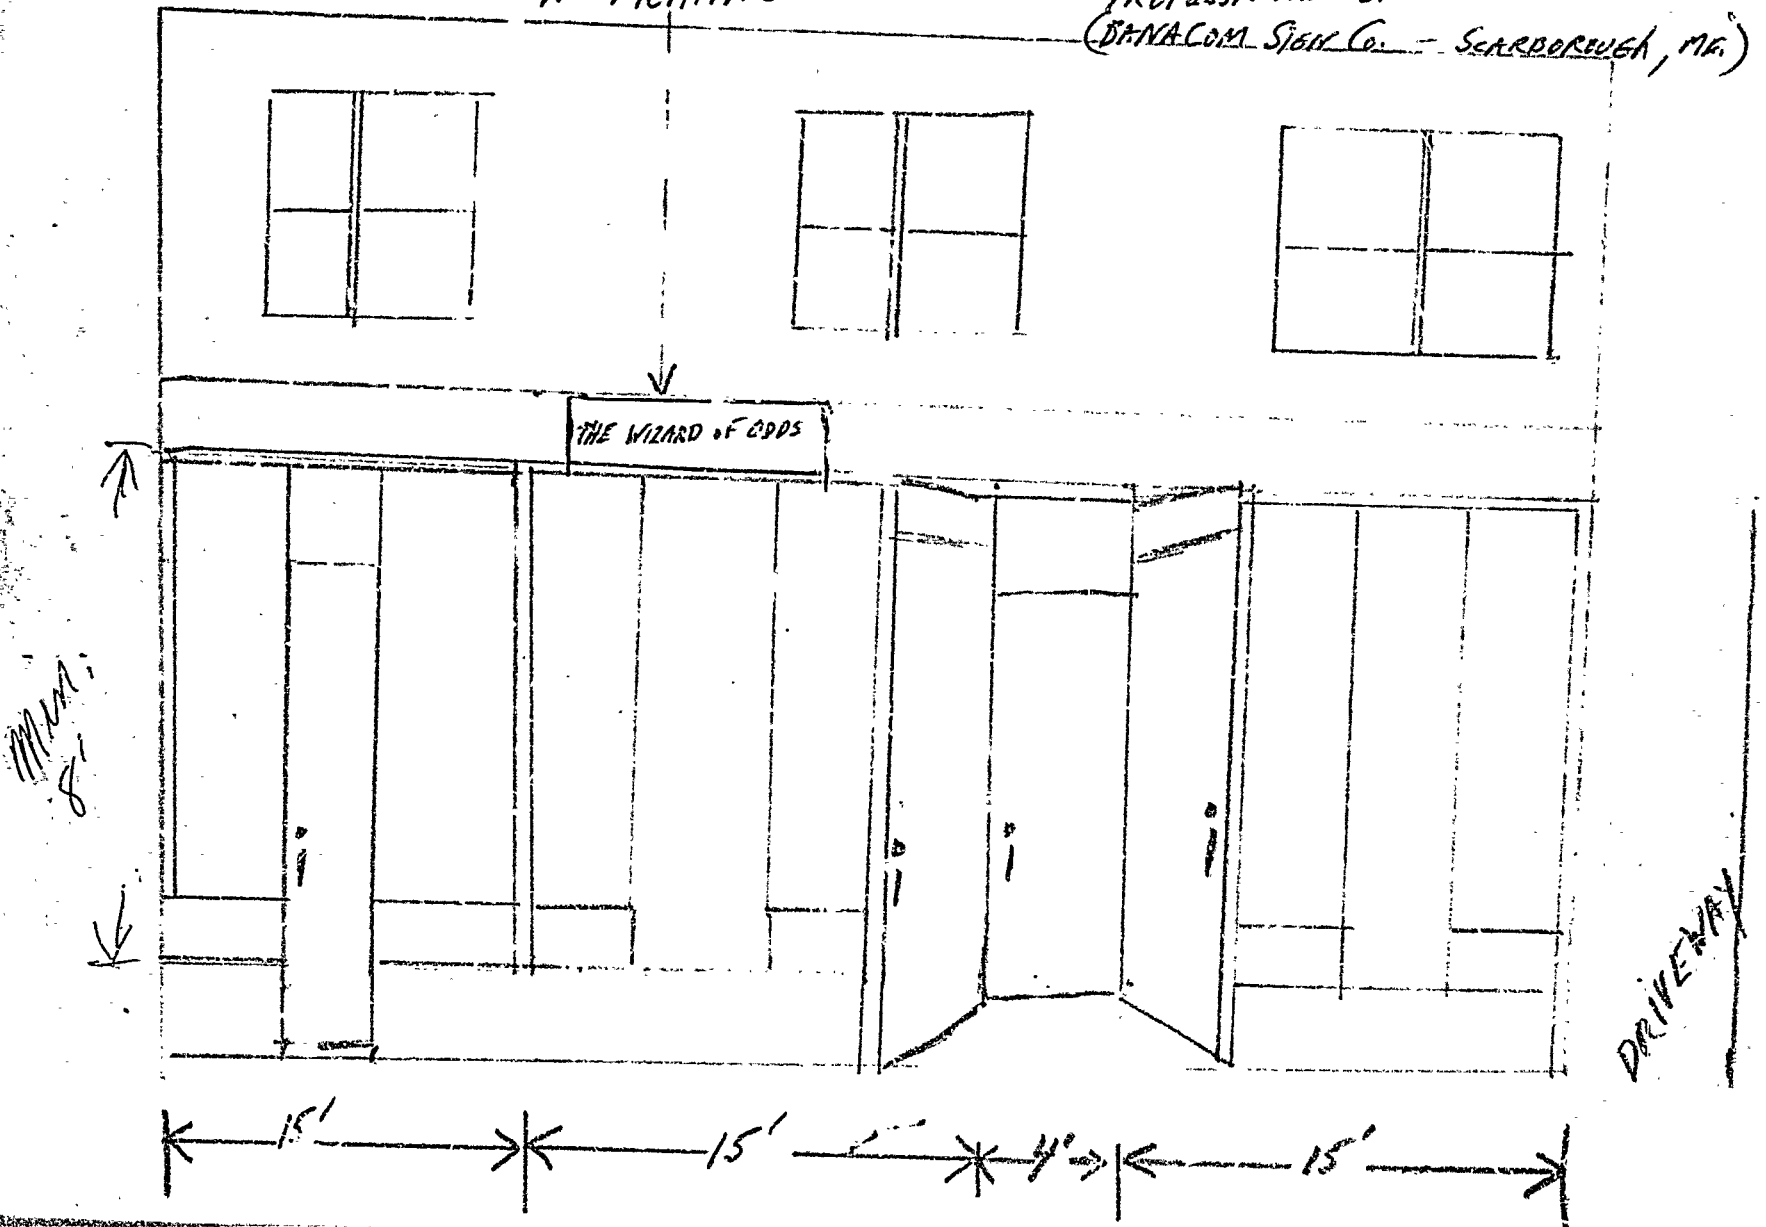 (DANACOM SIGN Co. - SCARBOROUGH, ME.)
THE WIZARD OF ODDS
MIN.
8'
DRIVEWAY
15'
15'
4'
15'